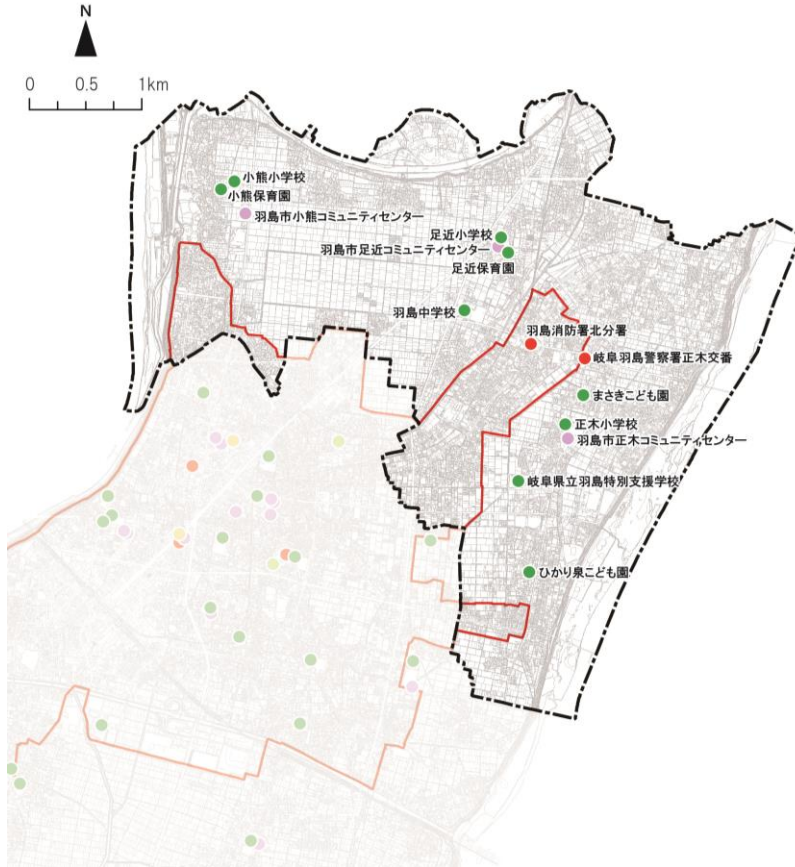 N
0 0.5 1km
小熊小学校
小熊保育園
羽島市小熊コミュニティセンター
足近小学校
羽島市足近コミュニティセンター
足近保育園
羽島中学校
羽島消防署北分署
岐阜羽島警察署正木交番
まさきこども園
正木小学校
羽島市正木コミュニティセンター
岐阜県立羽島特別支援学校
ひかり泉こども園